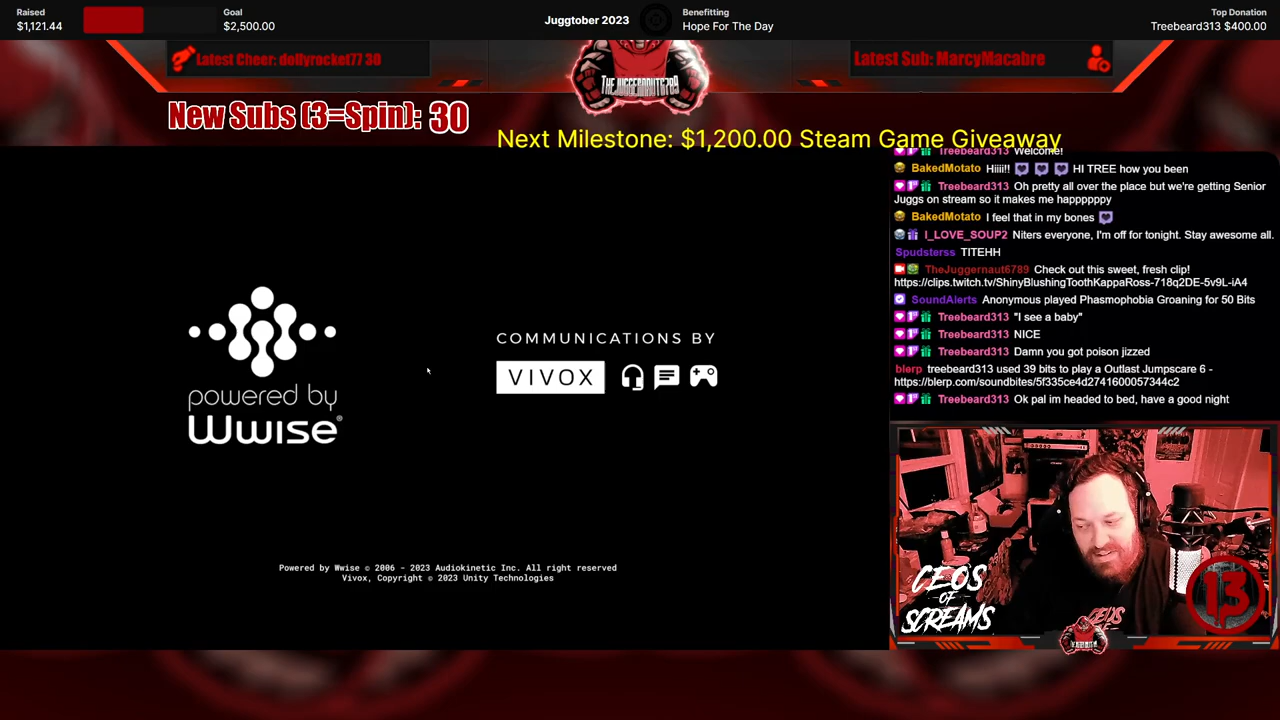 Raised
$1,121.44
Goal
$2,500.00
Juggtober 2023
Benefitting
Hope For The Day
Top Donation
Treebeard313 $400.00
Latest Cheer: dollyrocket77 30
THEJUGGERNAUT6789
Latest Sub: MarcyMacabre
New Subs (3=Spin): 30
Next Milestone: $1,200.00 Steam Game Giveaway
Treebeard313 Welcome!
BakedMotato Hiiii!! HI TREE how you been
Treebeard313 Oh pretty all over the place but we're getting Senior
Juggs on stream so it makes me happppppy
BakedMotato I feel that in my bones
I_LOVE_SOUP2 Niters everyone, I'm off for tonight. Stay awesome all.
Spudsterss TITEHH
TheJuggernaut6789 Check out this sweet, fresh clip!
https://clips.twitch.tv/ShinyBlushingToothKappaRoss-718q2DE-5v9L-iA4
SoundAlerts Anonymous played Phasmophobia Groaning for 50 Bits
Treebeard313 "I see a baby"
Treebeard313 NICE
Treebeard313 Damn you got poison jizzed
blerp treebeard313 used 39 bits to play a Outlast Jumpscare 6 -
https://blerp.com/soundbites/5f335ce4d2741600057344c2
Treebeard313 Ok pal im headed to bed, have a good night
powered by
Wwise®
COMMUNICATIONS BY
VIVOX
Powered by Wwise © 2006 - 2023 Audiokinetic Inc. All right reserved
Vivox, Copyright © 2023 Unity Technologies
CEOS
OF
SCREAMS
CEOS
13